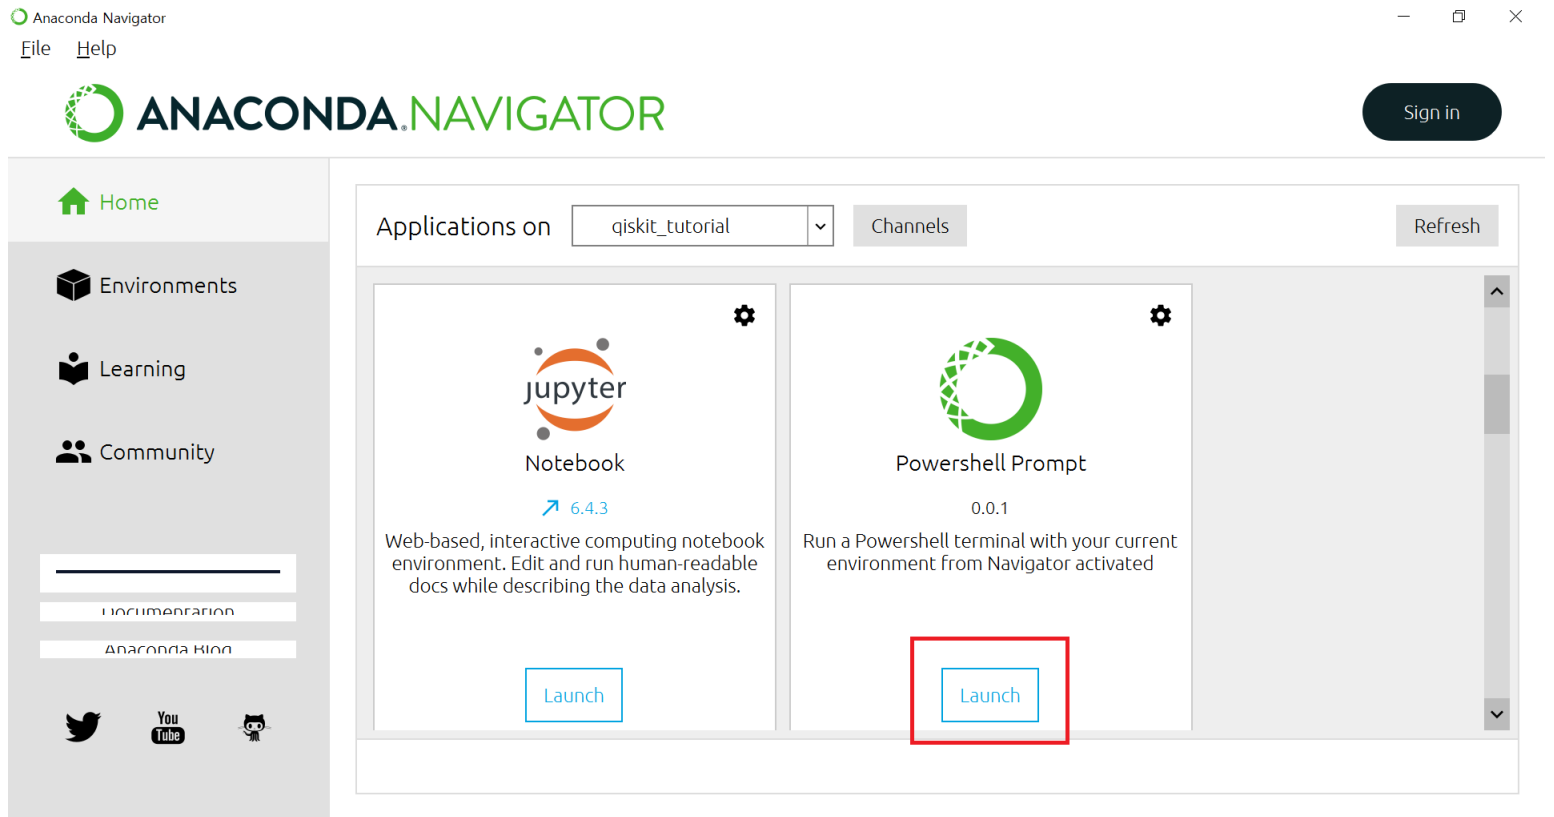 Anaconda Navigator
File Help
ANACONDA.NAVIGATOR
Sign in
Home
Applications on qiskit_tutorial Channels Refresh
Environments
Learning
Community
jupyter
Notebook
6.4.3
Web-based, interactive computing notebook
environment. Edit and run human-readable
docs while describing the data analysis.
Launch
Powershell Prompt
0.0.1
Run a Powershell terminal with your current
environment from Navigator activated
Launch
Documentation
Anaconda Blog
You
Tube